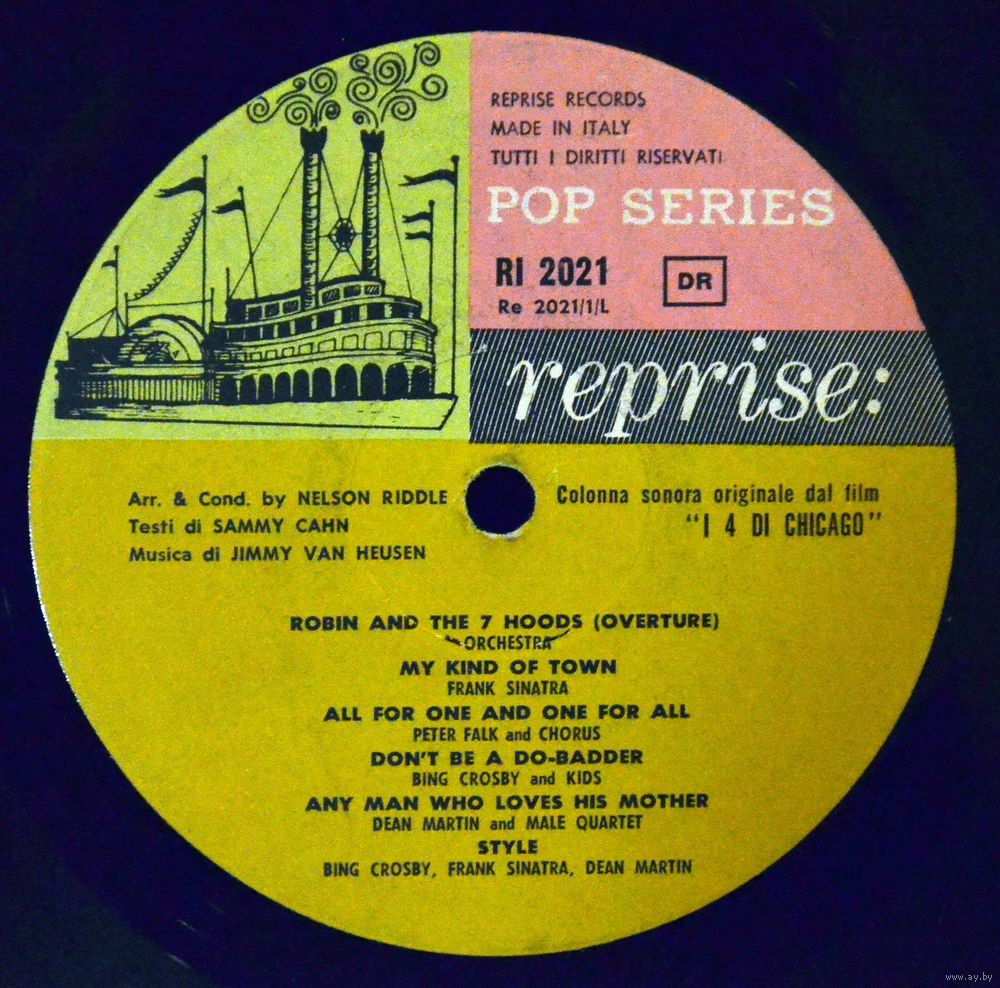 REPRISE RECORDS
MADE IN ITALY
TUTTI I DIRITTI RISERVATI
POP SERIES
RI 2021
DR
Re 2021/1/L
reprise:
Arr. & Cond. by NELSON RIDDLE
Testi di SAMMY CAHN
Musica di JIMMY VAN HEUSEN
Colonna sonora originale dal film
"I 4 DI CHICAGO"
ROBIN AND THE 7 HOODS (OVERTURE)
ORCHESTRA
MY KIND OF TOWN
FRANK SINATRA
ALL FOR ONE AND ONE FOR ALL
PETER FALK and CHORUS
DON'T BE A DO-BADDER
BING CROSBY and KIDS
ANY MAN WHO LOVES HIS MOTHER
DEAN MARTIN and MALE QUARTET
STYLE
BING CROSBY, FRANK SINATRA, DEAN MARTIN
www.ay.by